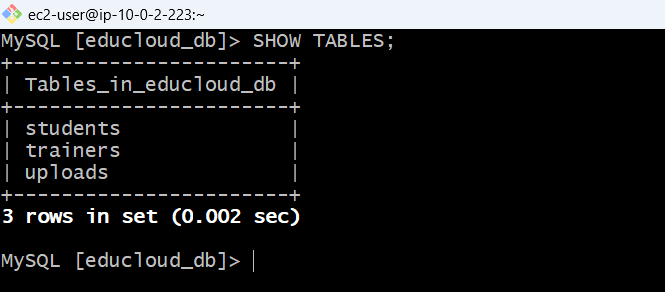 ec2-user@ip-10-0-2-223:~
MySQL [educloud_db]> SHOW TABLES;
+-----------------------+
| Tables_in_educloud_db |
+-----------------------+
| students              |
| trainers              |
| uploads               |
+-----------------------+
3 rows in set (0.002 sec)
MySQL [educloud_db]>